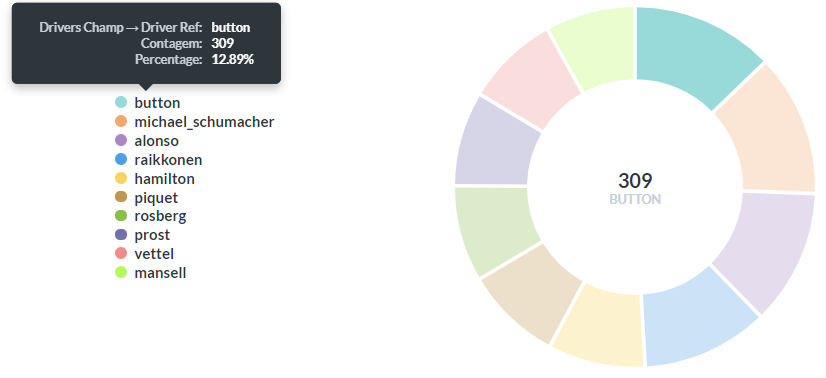 Drivers Champ → Driver Ref: button
Contagem: 309
Percentage: 12.89%
button
michael_schumacher
alonso
raikkonen
hamilton
piquet
rosberg
prost
vettel
mansell
309
BUTTON